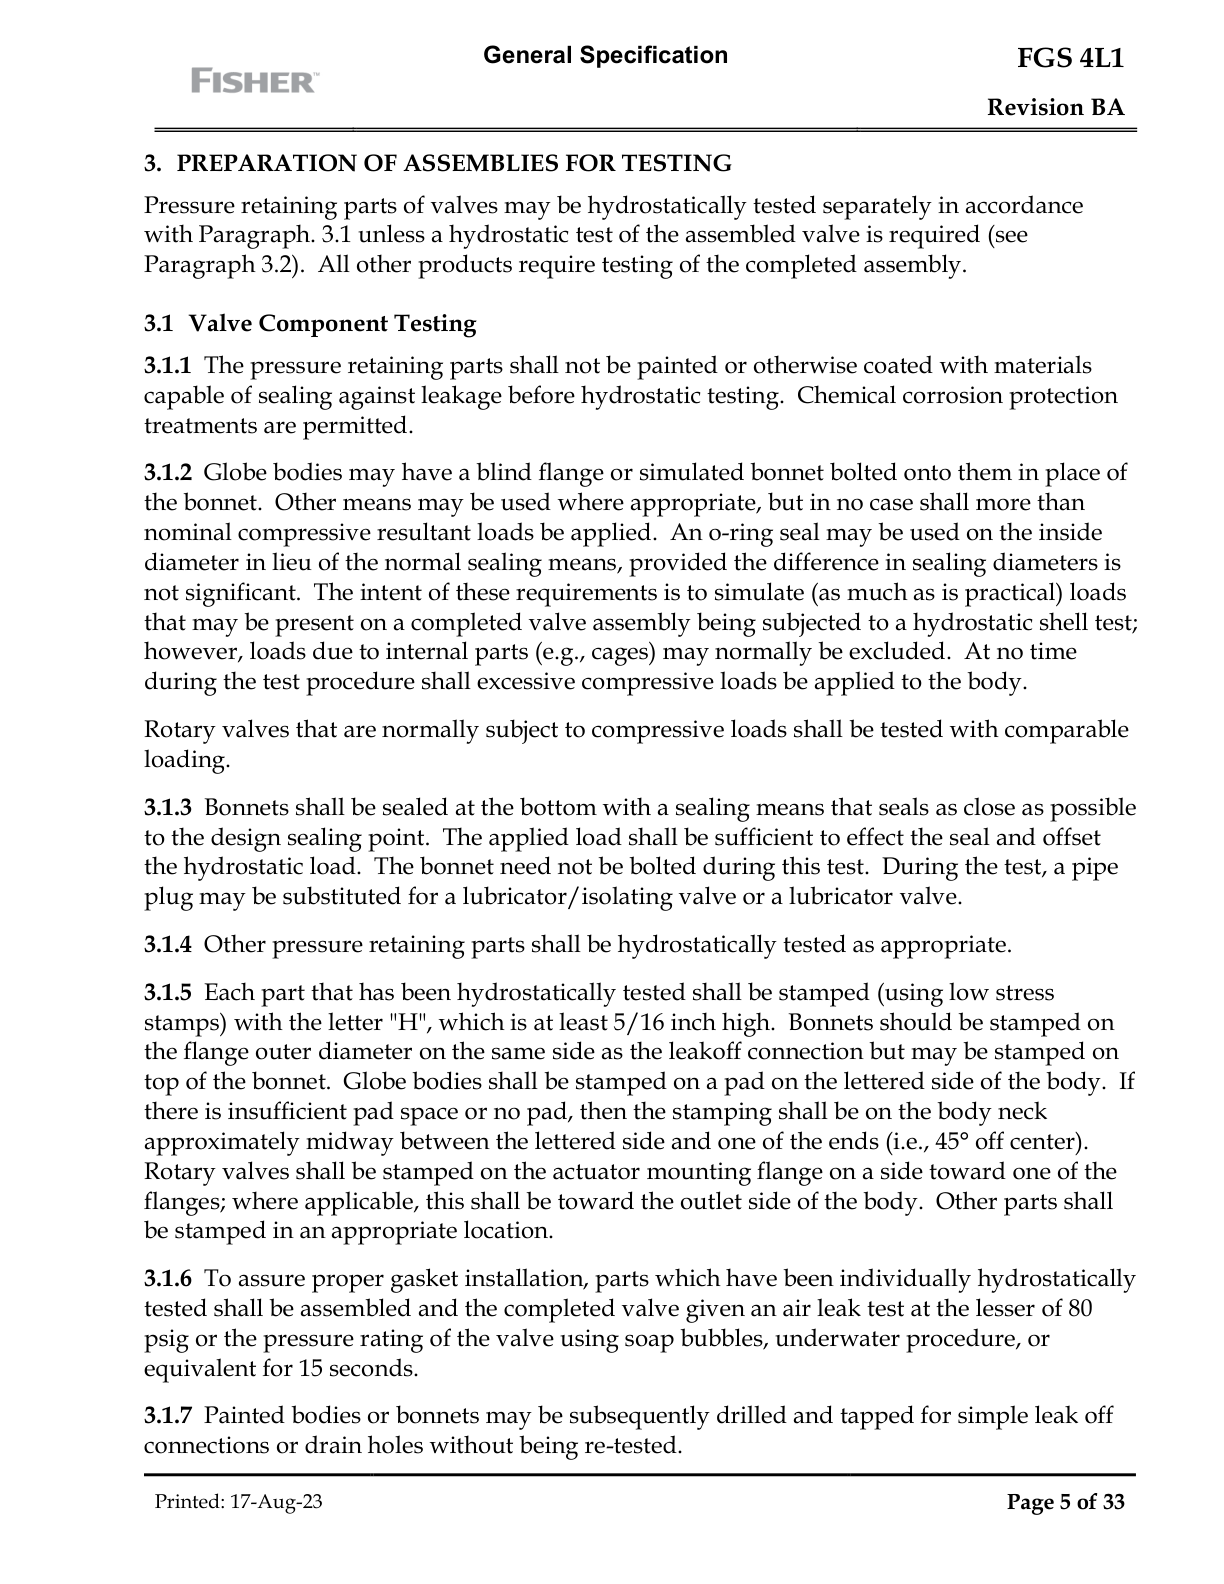 General Specification
FGS 4L1
FISHER™
Revision BA
3. PREPARATION OF ASSEMBLIES FOR TESTING
Pressure retaining parts of valves may be hydrostatically tested separately in accordance
with Paragraph. 3.1 unless a hydrostatic test of the assembled valve is required (see
Paragraph 3.2). All other products require testing of the completed assembly.
3.1 Valve Component Testing
3.1.1 The pressure retaining parts shall not be painted or otherwise coated with materials
capable of sealing against leakage before hydrostatic testing. Chemical corrosion protection
treatments are permitted.
3.1.2 Globe bodies may have a blind flange or simulated bonnet bolted onto them in place of
the bonnet. Other means may be used where appropriate, but in no case shall more than
nominal compressive resultant loads be applied. An o-ring seal may be used on the inside
diameter in lieu of the normal sealing means, provided the difference in sealing diameters is
not significant. The intent of these requirements is to simulate (as much as is practical) loads
that may be present on a completed valve assembly being subjected to a hydrostatic shell test;
however, loads due to internal parts (e.g., cages) may normally be excluded. At no time
during the test procedure shall excessive compressive loads be applied to the body.
Rotary valves that are normally subject to compressive loads shall be tested with comparable
loading.
3.1.3 Bonnets shall be sealed at the bottom with a sealing means that seals as close as possible
to the design sealing point. The applied load shall be sufficient to effect the seal and offset
the hydrostatic load. The bonnet need not be bolted during this test. During the test, a pipe
plug may be substituted for a lubricator/isolating valve or a lubricator valve.
3.1.4 Other pressure retaining parts shall be hydrostatically tested as appropriate.
3.1.5 Each part that has been hydrostatically tested shall be stamped (using low stress
stamps) with the letter "H", which is at least 5/16 inch high. Bonnets should be stamped on
the flange outer diameter on the same side as the leakoff connection but may be stamped on
top of the bonnet. Globe bodies shall be stamped on a pad on the lettered side of the body. If
there is insufficient pad space or no pad, then the stamping shall be on the body neck
approximately midway between the lettered side and one of the ends (i.e., 45° off center).
Rotary valves shall be stamped on the actuator mounting flange on a side toward one of the
flanges; where applicable, this shall be toward the outlet side of the body. Other parts shall
be stamped in an appropriate location.
3.1.6 To assure proper gasket installation, parts which have been individually hydrostatically
tested shall be assembled and the completed valve given an air leak test at the lesser of 80
psig or the pressure rating of the valve using soap bubbles, underwater procedure, or
equivalent for 15 seconds.
3.1.7 Painted bodies or bonnets may be subsequently drilled and tapped for simple leak off
connections or drain holes without being re-tested.
Printed: 17-Aug-23
Page 5 of 33